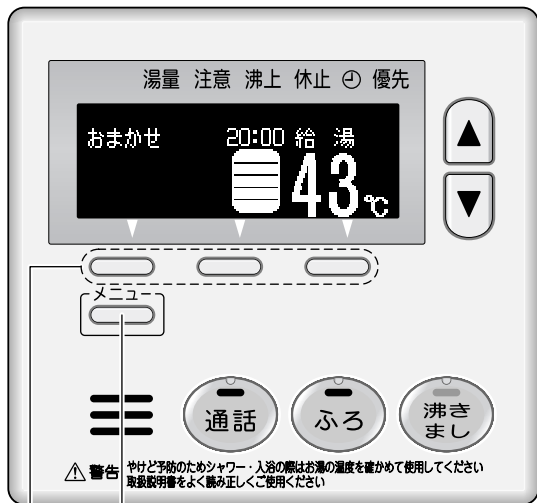 湯量 注意 沸上 休止 優先
おまかせ 20:00 給 湯
43℃
メニュー
通話 ふろ 沸き
まし
⚠ 警告 やけど予防のためシャワー・入浴の際はお湯の温度を確かめて使用してください
取扱説明書をよく読み正しくご使用ください